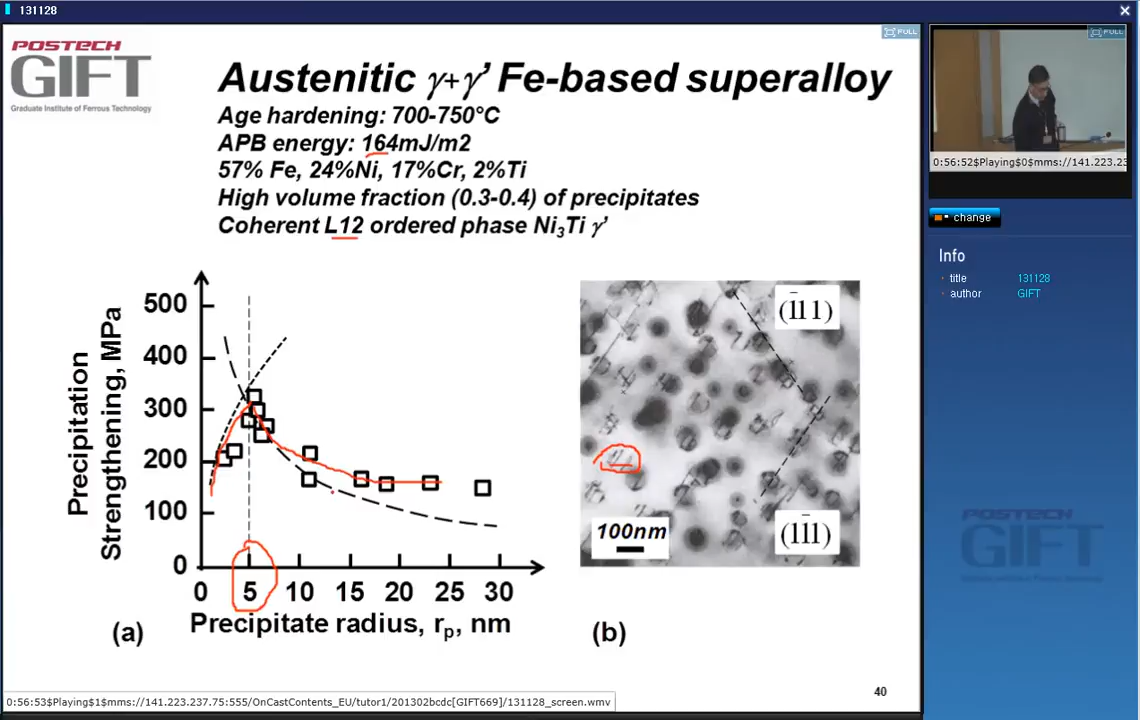 131128
POSTECH
GIFT
Graduate Institute of Ferrous Technology
Austenitic γ+γ’ Fe-based superalloy
Age hardening: 700-750°C
APB energy: 164mJ/m2
57% Fe, 24%Ni, 17%Cr, 2%Ti
High volume fraction (0.3-0.4) of precipitates
Coherent L12 ordered phase Ni₃Ti γ’
FULL
FULL
0:56:52$Playing$0$mms://141.223.23
change
Info
title 131128
author GIFT
Precipitation
Strengthening, MPa
500
400
300
200
100
0
0 5 10 15 20 25 30
Precipitate radius, rₚ, nm
(a)
(1̄11)
100nm
(11̄1)
(b)
POSTECH
GIFT
40
0:56:53$Playing$1$mms://141.223.237.75:555/OnCastContents_EU/tutor1/201302bcdc[GIFT669]/131128_screen.wmv